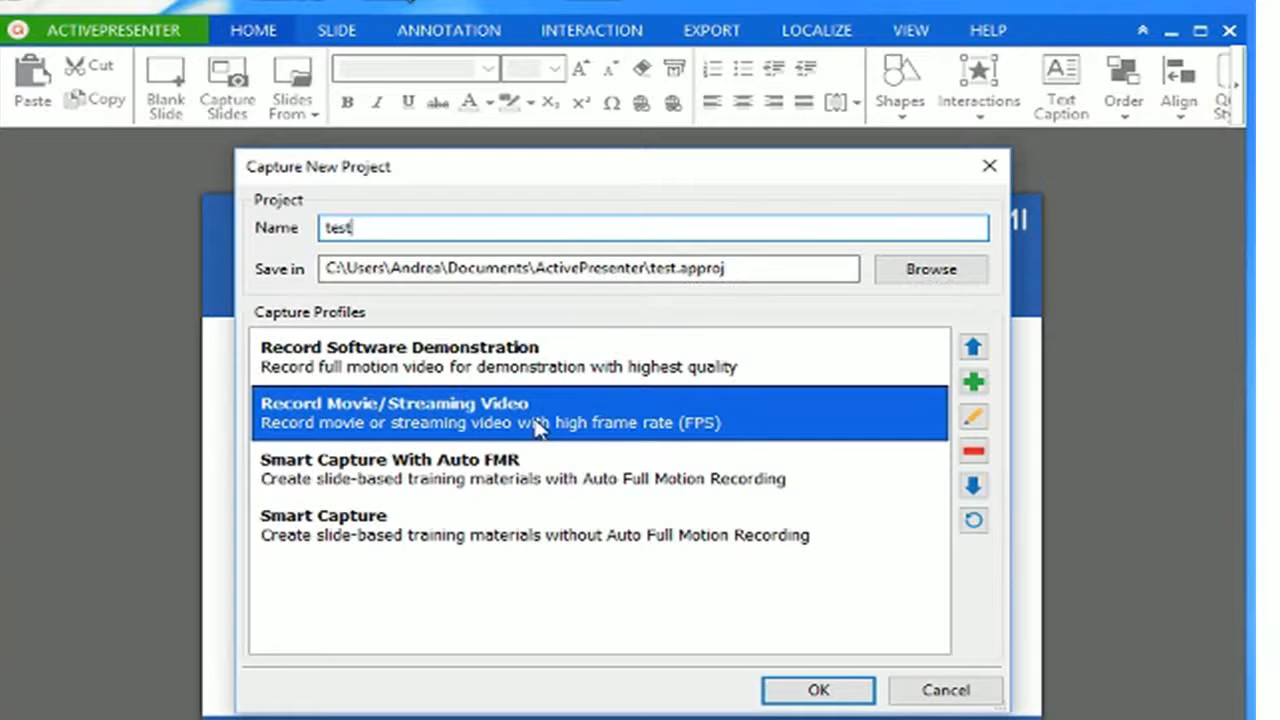 ACTIVEPRESENTER HOME SLIDE ANNOTATION INTERACTION EXPORT LOCALIZE VIEW HELP
Cut
Copy
Paste
Blank
Slide
Capture
Slides
Slides
From
B I U abc A X₂ X² Ω
Shapes
Interactions
Text
Caption
Order
Align
Capture New Project
Project
Name test
Save in C:\Users\Andrea\Documents\ActivePresenter\test.approj Browse
Capture Profiles
Record Software Demonstration
Record full motion video for demonstration with highest quality
Record Movie/Streaming Video
Record movie or streaming video with high frame rate (FPS)
Smart Capture With Auto FMR
Create slide-based training materials with Auto Full Motion Recording
Smart Capture
Create slide-based training materials without Auto Full Motion Recording
OK Cancel